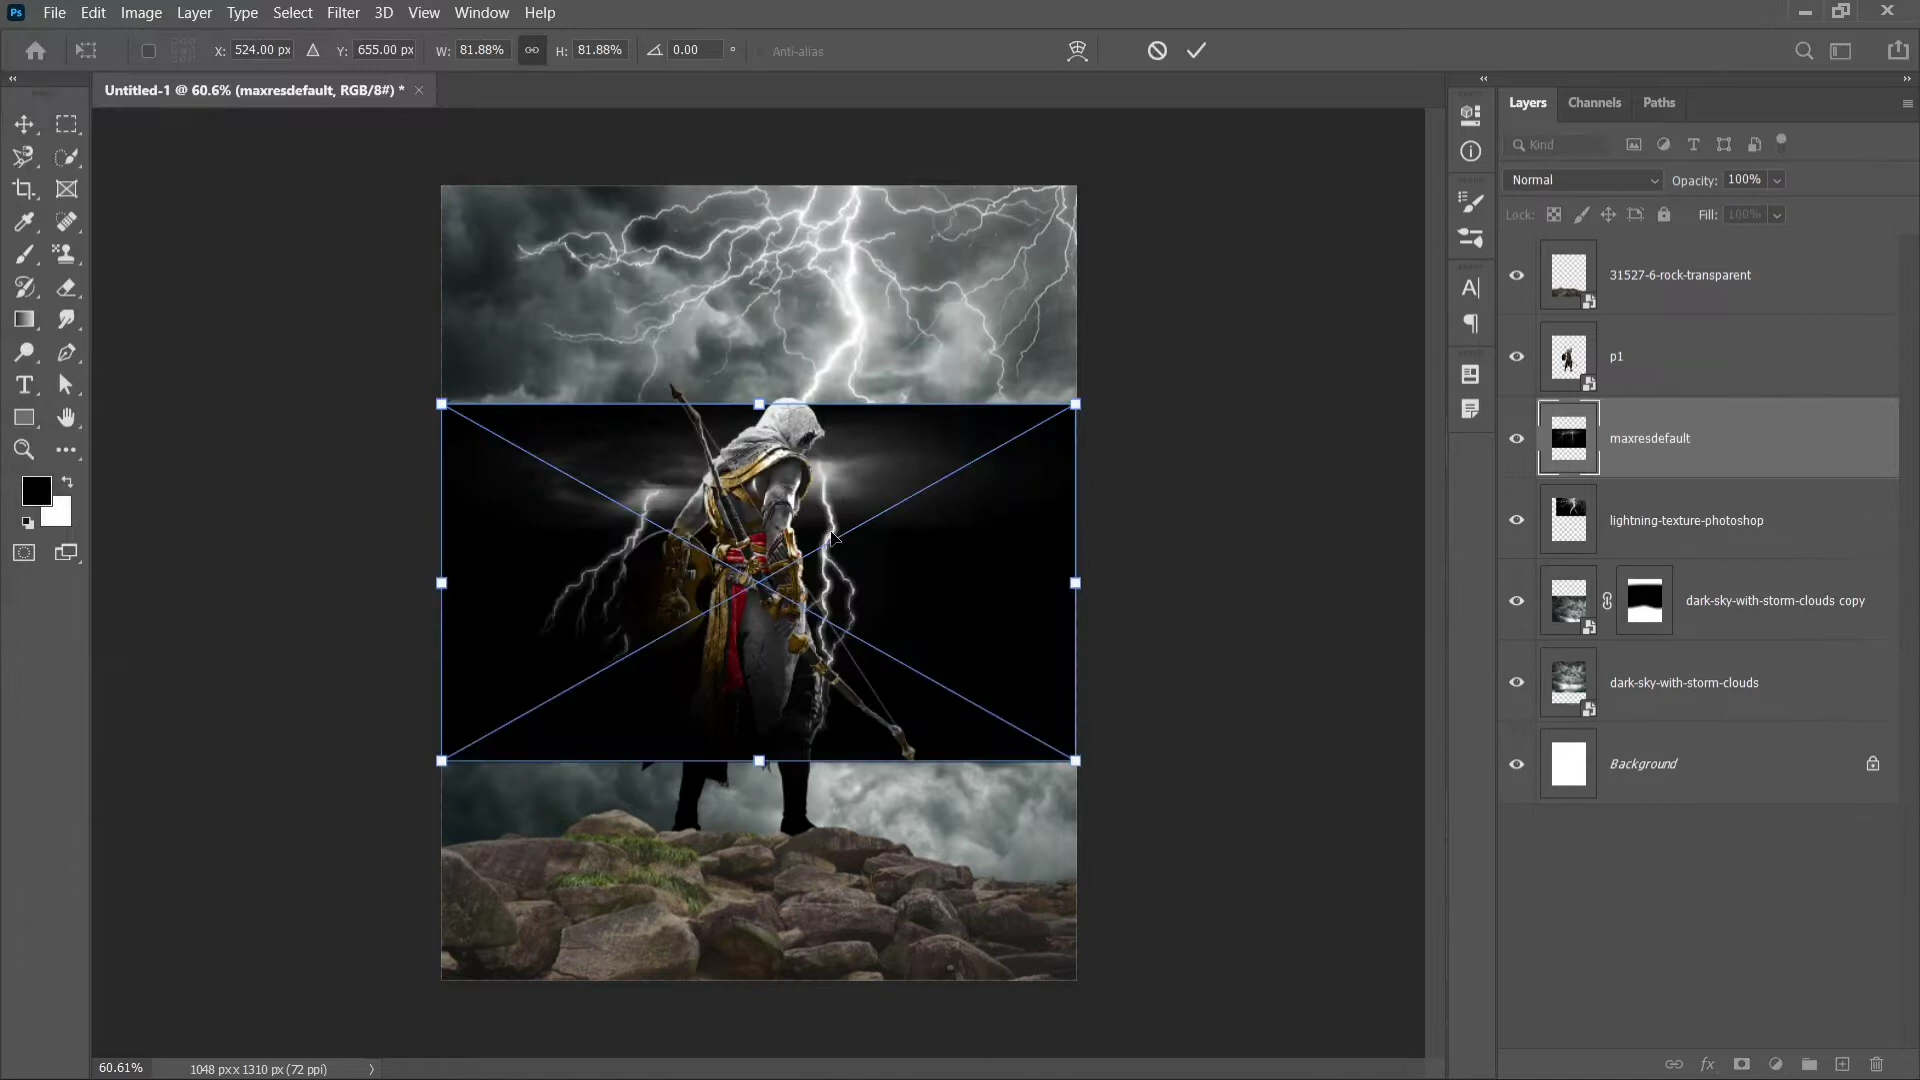 Ps File Edit Image Layer Type Select Filter 3D View Window Help
X: 524.00 px Y: 655.00 px W: 81.88% H: 81.88% 0.00 ° Anti-alias
Untitled-1 @ 60.6% (maxresdefault, RGB/8#) * ×
Layers Channels Paths
Kind
Normal Opacity: 100%
Lock: Fill: 100%
31527-6-rock-transparent
p1
maxresdefault
lightning-texture-photoshop
dark-sky-with-storm-clouds copy
dark-sky-with-storm-clouds
Background
60.61% 1048 px x 1310 px (72 ppi)